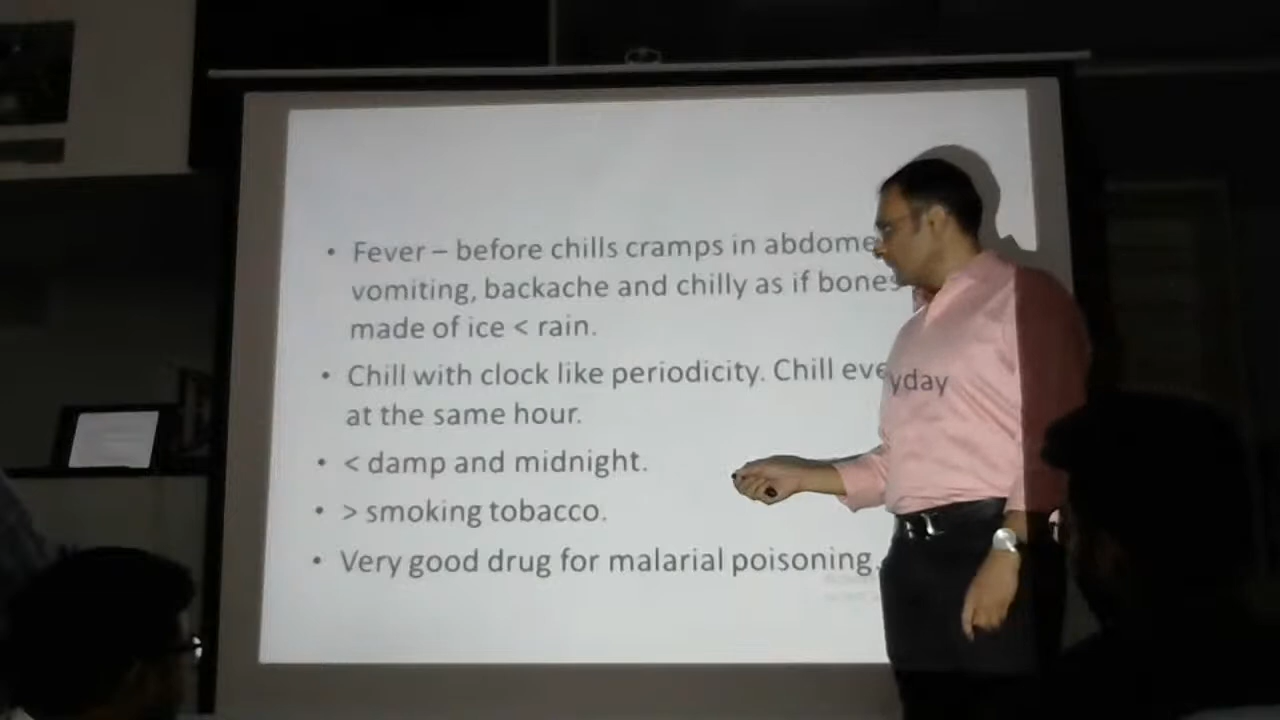 • Fever – before chills cramps in abdome
vomiting, backache and chilly as if bones
made of ice < rain.
• Chill with clock like periodicity. Chill everyday
at the same hour.
• < damp and midnight.
• > smoking tobacco.
• Very good drug for malarial poisoning.